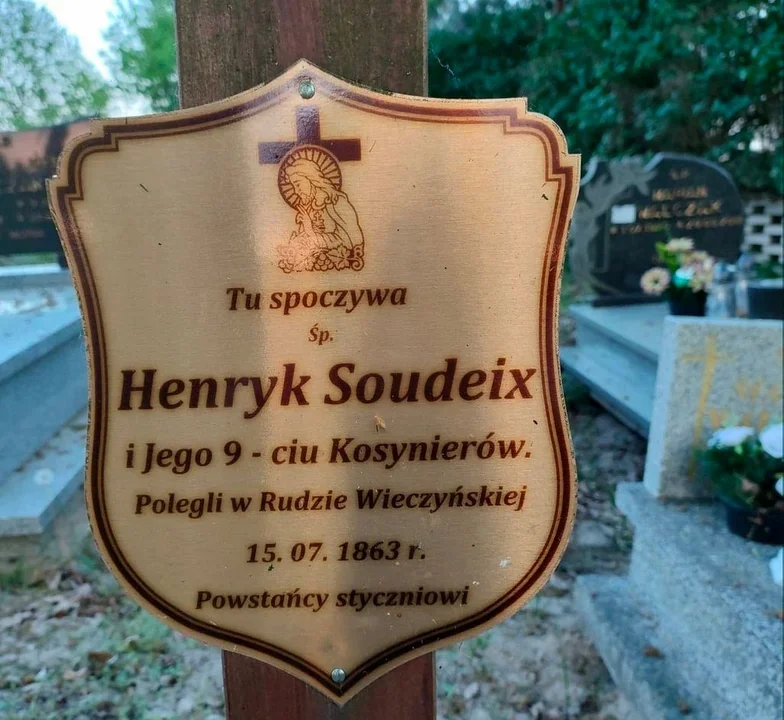 Tu spoczywa
Śp.
Henryk Soudeix
i Jego 9 - ciu Kosynierów.
Polegli w Rudzie Wieczyńskiej
15. 07. 1863 r.
Powstańcy styczniowi